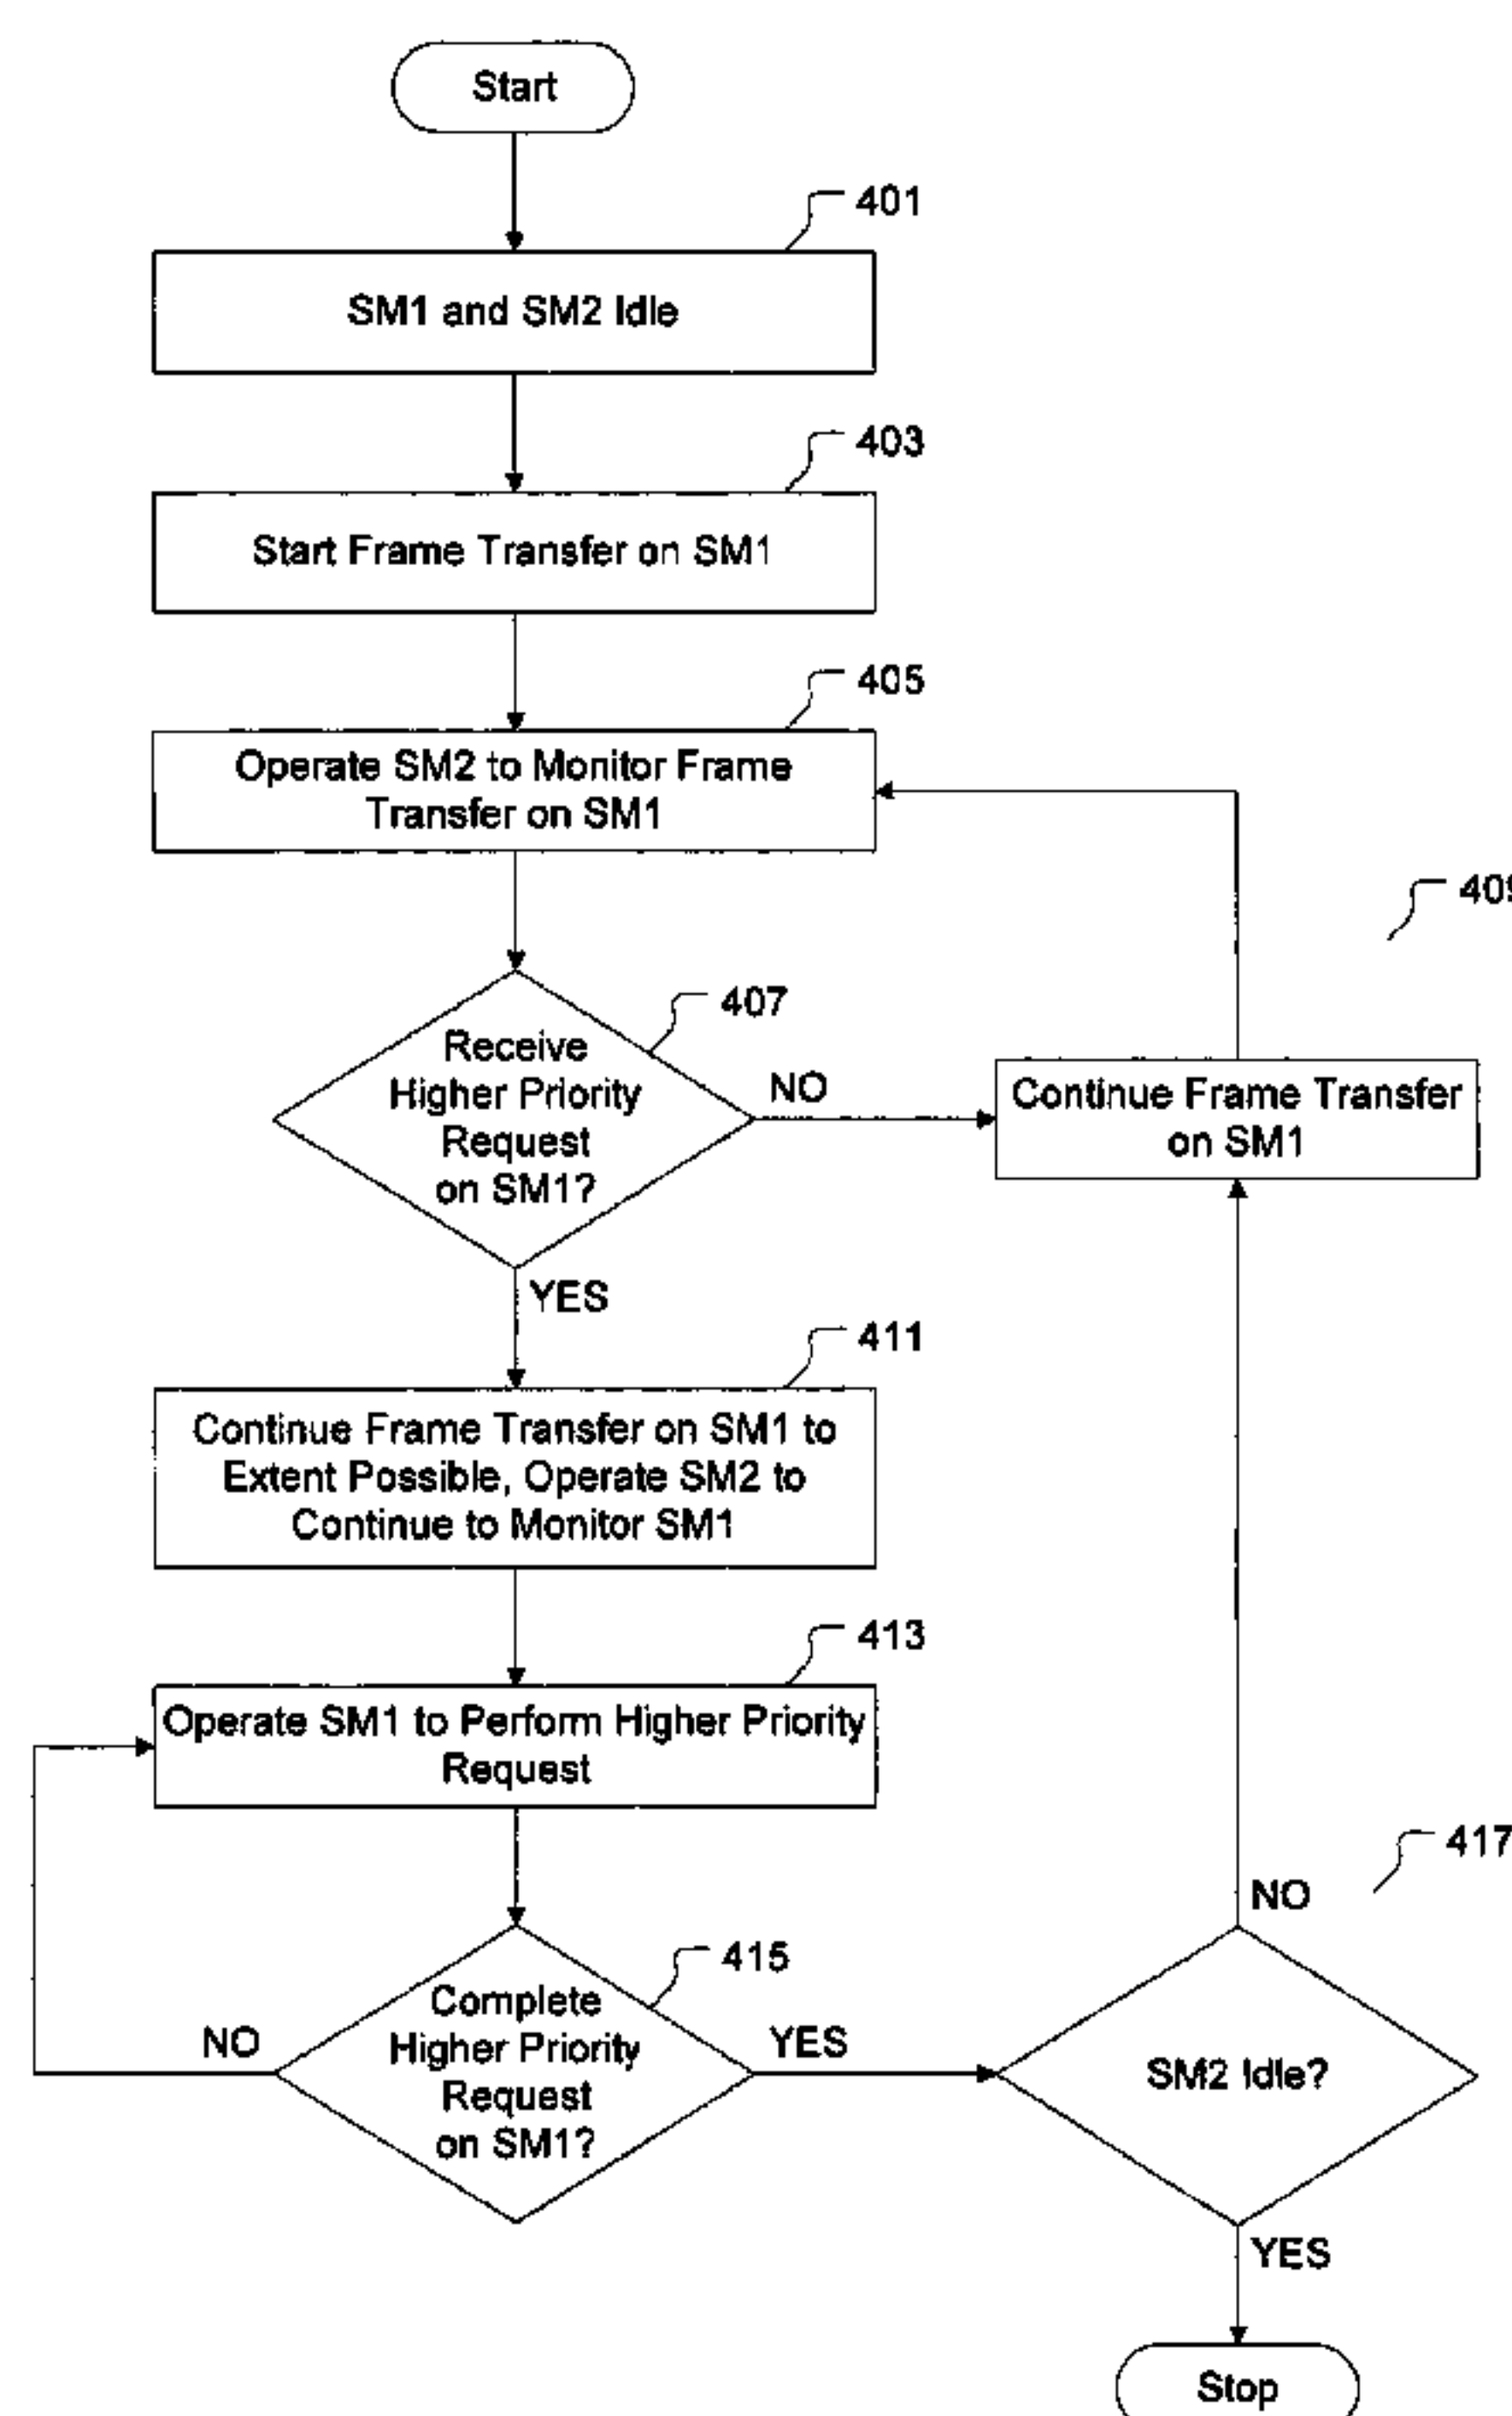 Start
401
SM1 and SM2 Idle
403
Start Frame Transfer on SM1
405
Operate SM2 to Monitor Frame
Transfer on SM1
409
407
Receive
Higher Priority
Request
on SM1?
NO
Continue Frame Transfer
on SM1
YES
411
Continue Frame Transfer on SM1 to
Extent Possible, Operate SM2 to
Continue to Monitor SM1
413
Operate SM1 to Perform Higher Priority
Request
417
NO
415
Complete
Higher Priority
Request
on SM1?
NO
YES
SM2 Idle?
YES
Stop